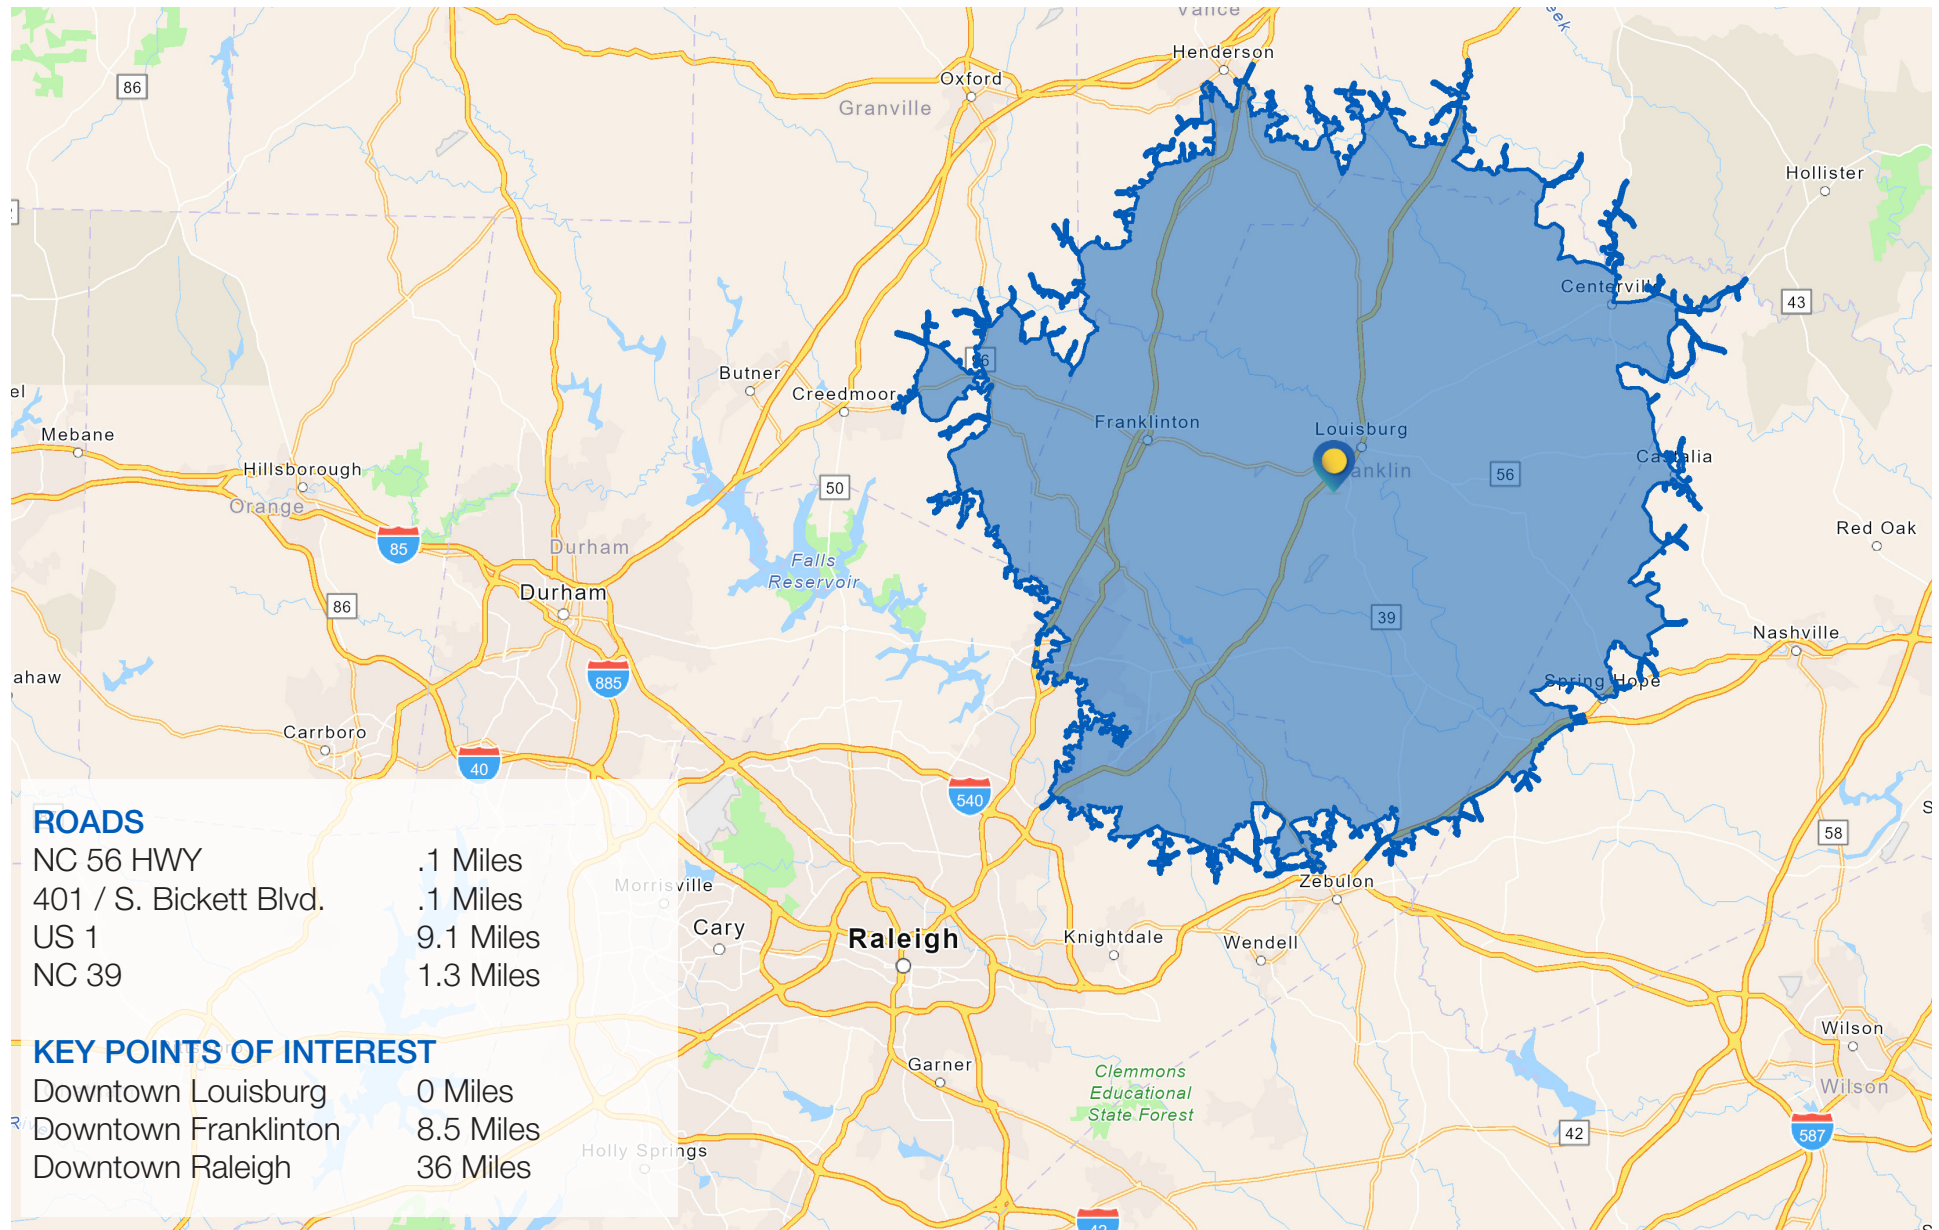 Vance
Henderson
Oxford
Granville
86
Hollister
Centerville
43
96
Butner
Creedmoor
Franklinton
Louisburg
Franklin
56
Castalia
Mebane
Hillsborough
Orange
50
85
Durham
Falls
Reservoir
Red Oak
Durham
86
39
Nashville
885
Spring Hope
ahaw
Carrboro
40
540
58
Zebulon
Morrisville
Cary
Raleigh
Knightdale
Wendell
Garner
Clemmons
Educational
State Forest
Wilson
Wilson
42
587
Holly Springs
ROADS
NC 56 HWY .1 Miles
401 / S. Bickett Blvd. .1 Miles
US 1 9.1 Miles
NC 39 1.3 Miles
KEY POINTS OF INTEREST
Downtown Louisburg 0 Miles
Downtown Franklinton 8.5 Miles
Downtown Raleigh 36 Miles